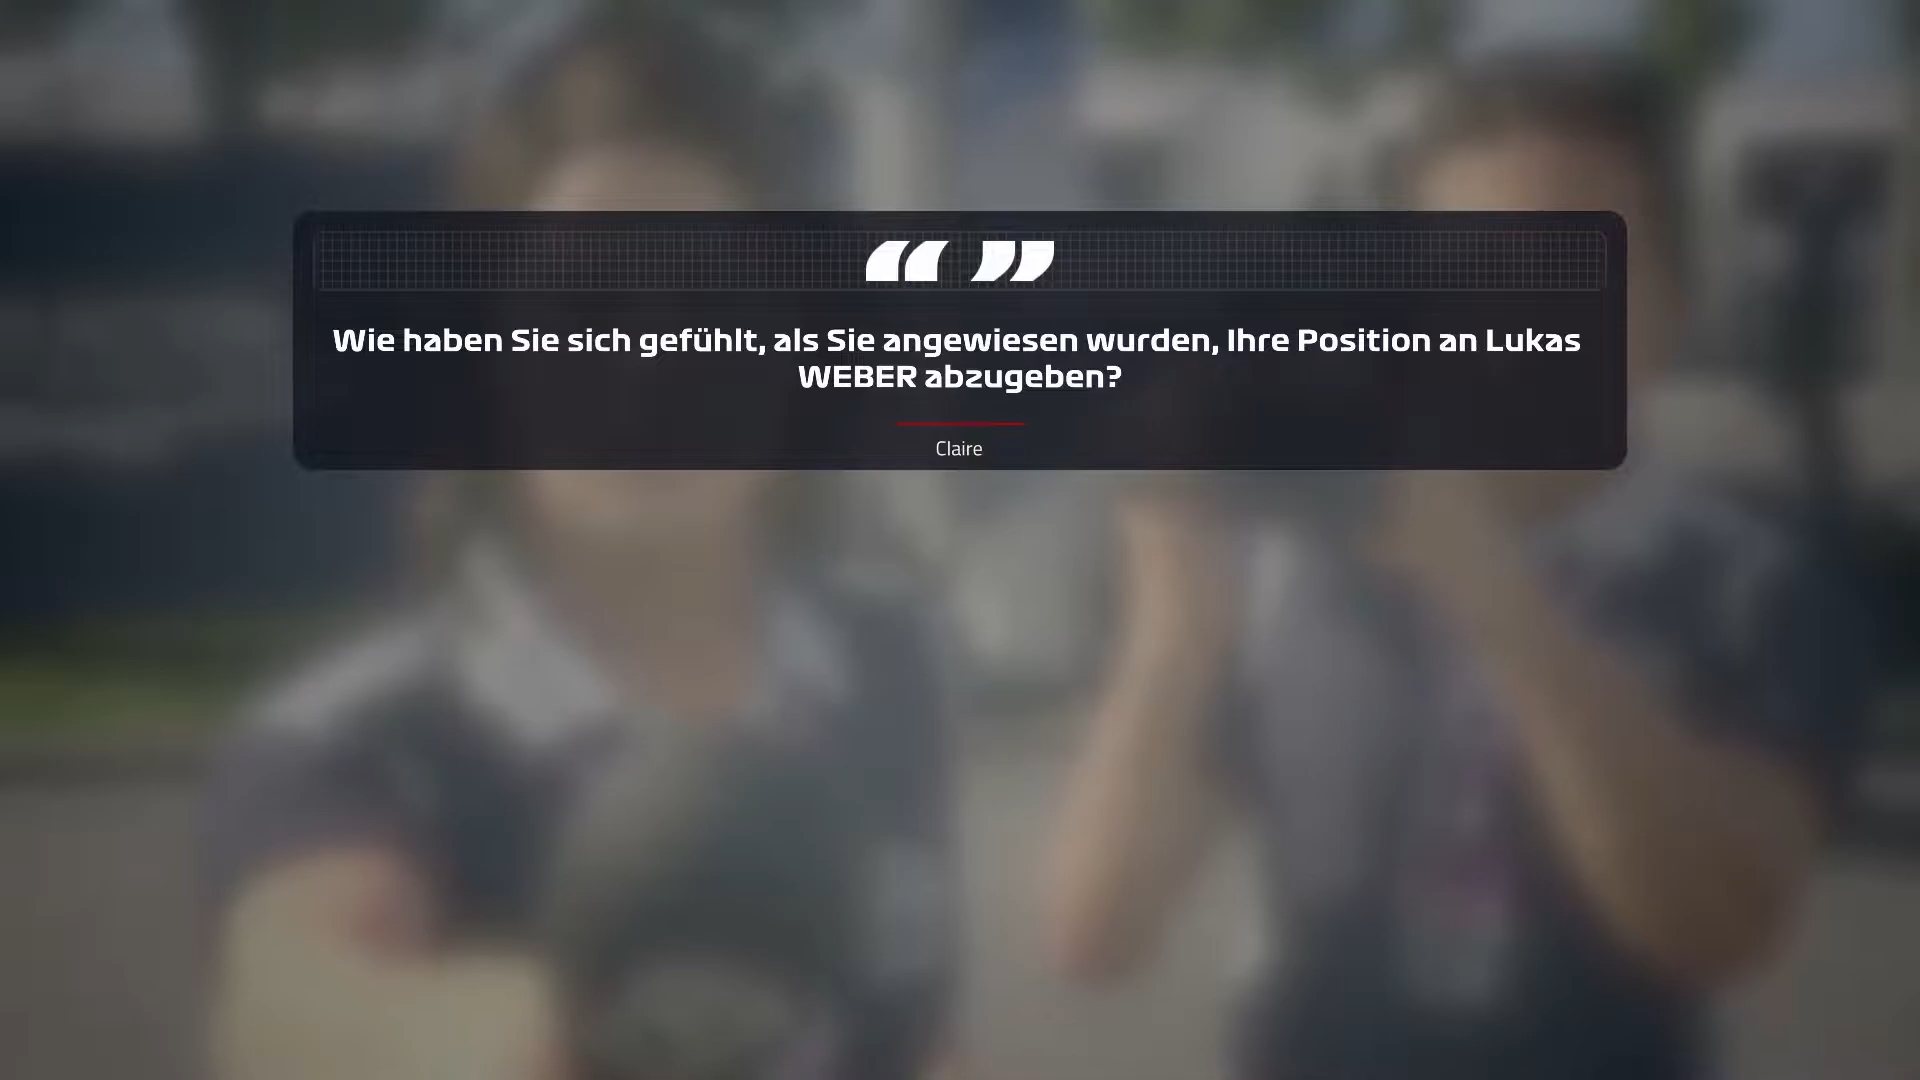 “ ”
Wie haben Sie sich gefühlt, als Sie angewiesen wurden, Ihre Position an Lukas
WEBER abzugeben?
Claire